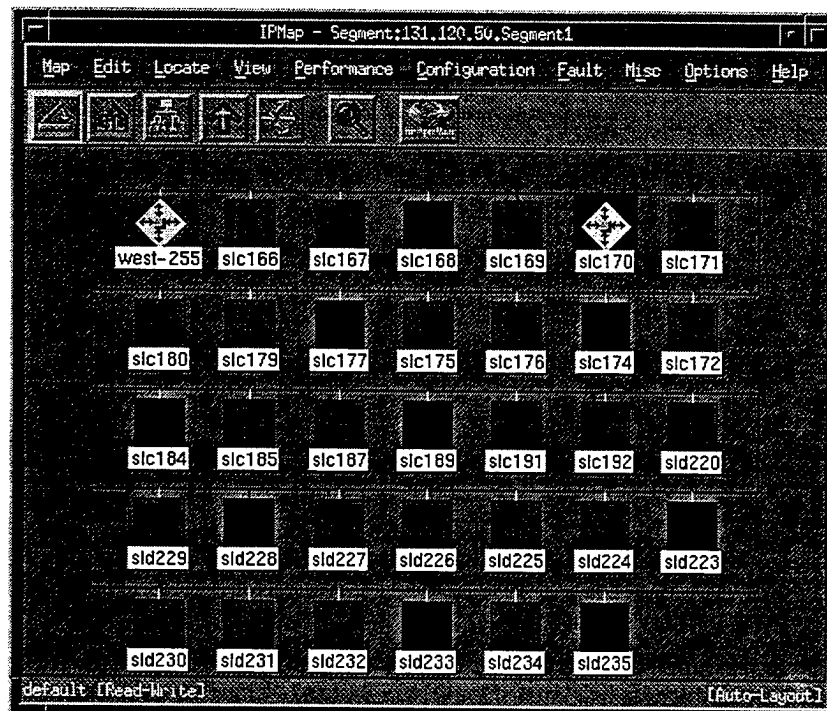 IPMap - Segment:131.120.50.Segment1
Map Edit Locate View Performance Configuration Fault Misc Options Help
west-255 slc166 slc167 slc168 slc169 slc170 slc171
slc180 slc179 slc177 slc175 slc176 slc174 slc172
slc184 slc185 slc187 slc189 slc191 slc192 sld220
sld229 sld228 sld227 sld226 sld225 sld224 sld223
sld230 sld231 sld232 sld233 sld234 sld235
default [Read-Write] [Auto-Layout]